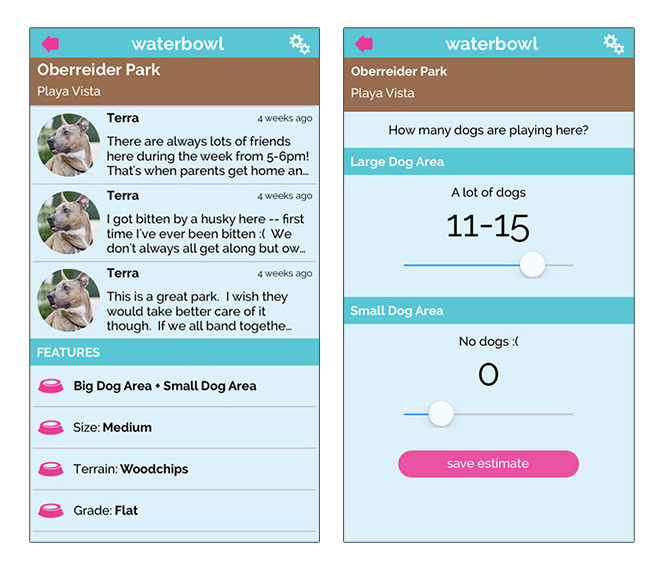 waterbowl
Oberreider Park
Playa Vista
Terra
4 weeks ago
There are always lots of friends
here during the week from 5-6pm!
That's when parents get home an...
Terra
4 weeks ago
I got bitten by a husky here -- first
time I've ever been bitten :( We
don't always all get along but ow...
Terra
4 weeks ago
This is a great park. I wish they
would take better care of it
though. If we all band togethe...
FEATURES
Big Dog Area + Small Dog Area
Size: Medium
Terrain: Woodchips
Grade: Flat
waterbowl
Oberreider Park
Playa Vista
How many dogs are playing here?
Large Dog Area
A lot of dogs
11-15
Small Dog Area
No dogs :(
0
save estimate